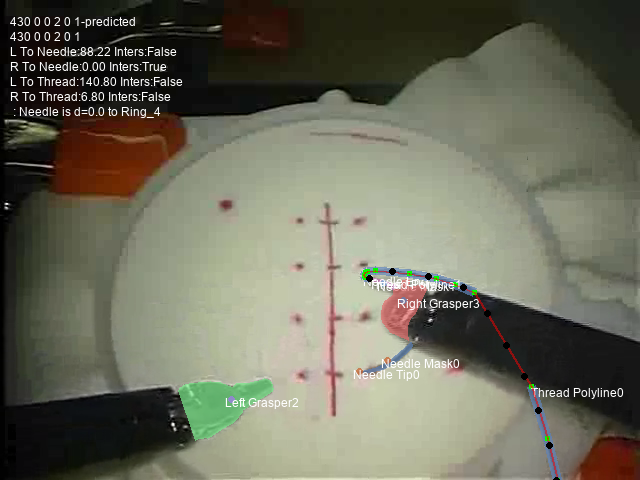 430 0 0 2 0 1-predicted
430 0 0 2 0 1
L To Needle:88.22 Inters:False
R To Needle:0.00 Inters:True
L To Thread:140.80 Inters:False
R To Thread:6.80 Inters:False
: Needle is d=0.0 to Ring_4
Right Grasper3
Needle Mask0
Needle Tip0
Thread Polyline0
Left Grasper2